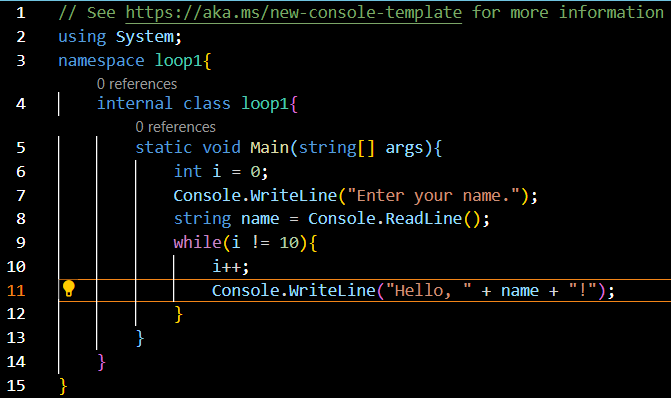 1 // See https://aka.ms/new-console-template for more information
2 using System;
3 namespace loop1{
0 references
4 internal class loop1{
0 references
5 static void Main(string[] args){
6 int i = 0;
7 Console.WriteLine("Enter your name.");
8 string name = Console.ReadLine();
9 while(i != 10){
10 i++;
11 Console.WriteLine("Hello, " + name + "!");
12 }
13 }
14 }
15 }